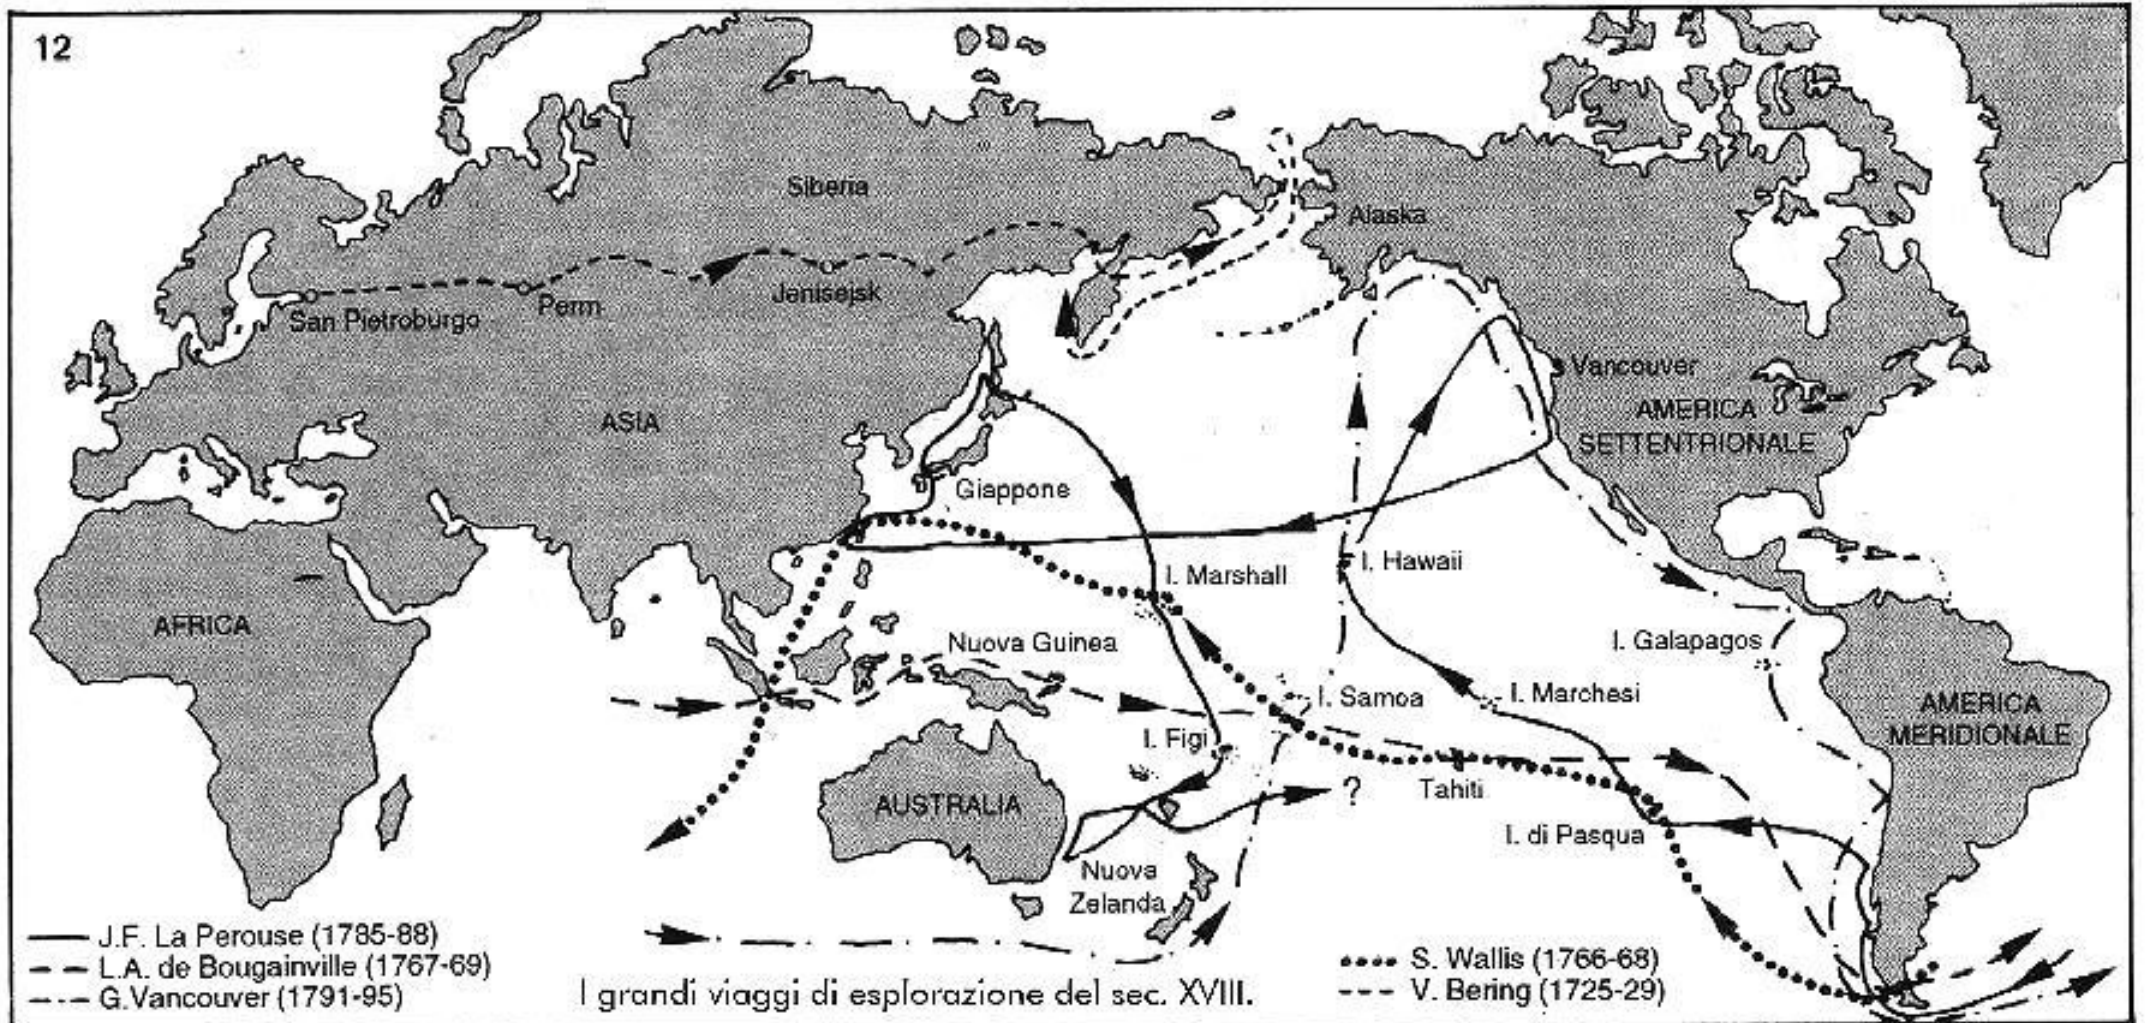 12
Siberia
Alaska
San Pietroburgo
Perm
Jenisejsk
Vancouver
ASIA
AMERICA
SETTENTRIONALE
Giappone
I. Marshall
I. Hawaii
AFRICA
Nuova Guinea
I. Galapagos
I. Samoa
I. Marchesi
AMERICA
MERIDIONALE
I. Figi
AUSTRALIA
?
Tahiti
I. di Pasqua
Nuova
Zelanda
J.F. La Perouse (1785-88)
L.A. de Bougainville (1767-69)
G.Vancouver (1791-95)
I grandi viaggi di esplorazione del sec. XVIII.
S. Wallis (1766-68)
V. Bering (1725-29)